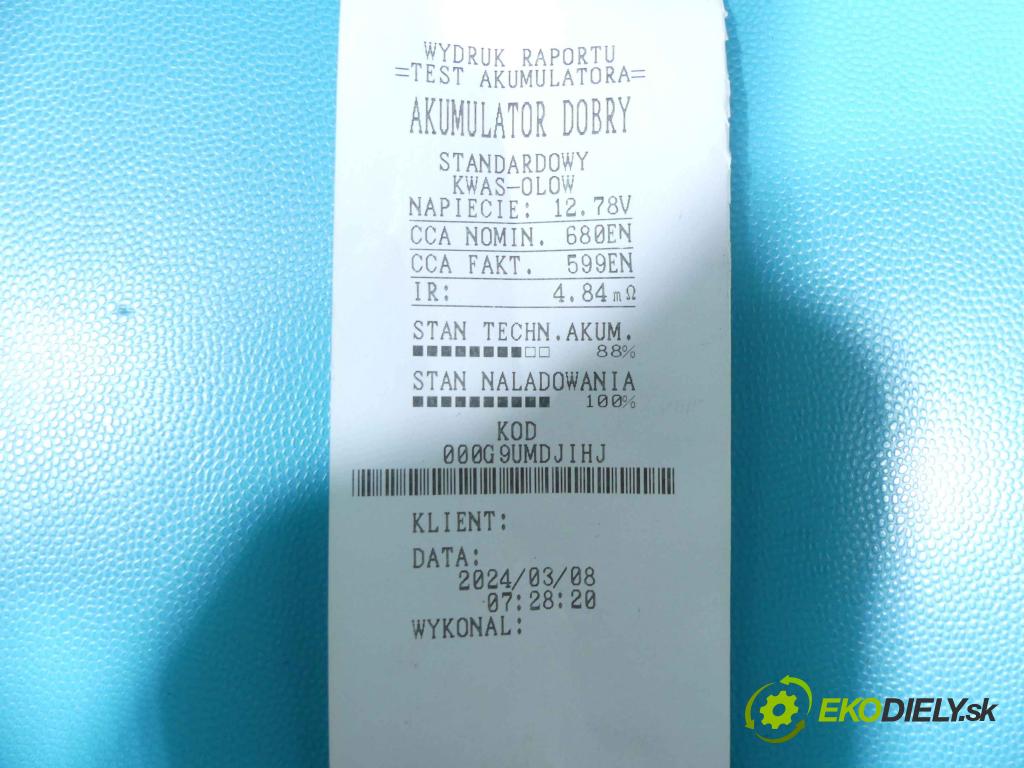 WYDRUK RAPORTU
=TEST AKUMULATORA=
AKUMULATOR DOBRY
STANDARDOWY
KWAS-OLOW
NAPIECIE: 12.78V
CCA NOMIN. 680EN
CCA FAKT. 599EN
IR: 4.84mΩ
STAN TECHN.AKUM.
■■■■■■■■□□ 88%
STAN NALADOWANIA
■■■■■■■■■■ 100%
KOD
000G9UMDJIHJ
KLIENT:
DATA:
2024/03/08
07:28:20
WYKONAL:
EKODIELY.sk